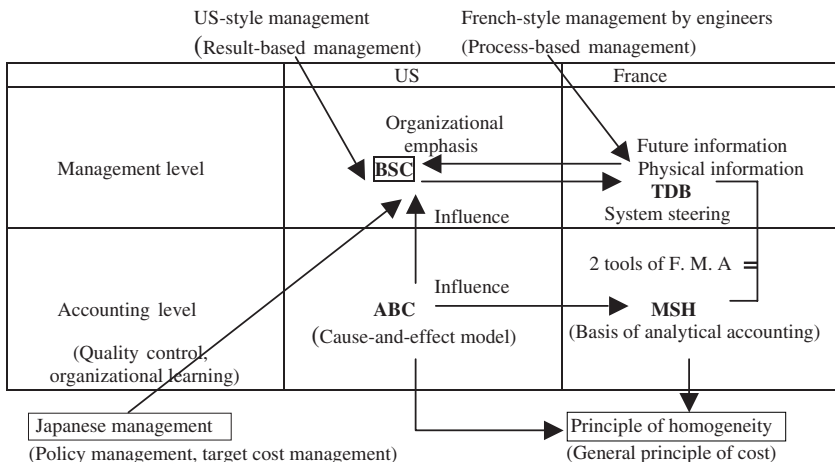 US-style management
(Result-based management)
French-style management by engineers
(Process-based management)
US
France
Management level
Organizational
emphasis
BSC
Future information
Physical information
TDB
System steering
Influence
Accounting level
(Quality control,
organizational learning)
Influence
ABC
(Cause-and-effect model)
2 tools of F. M. A =
MSH
(Basis of analytical accounting)
Japanese management
(Policy management, target cost management)
Principle of homogeneity
(General principle of cost)